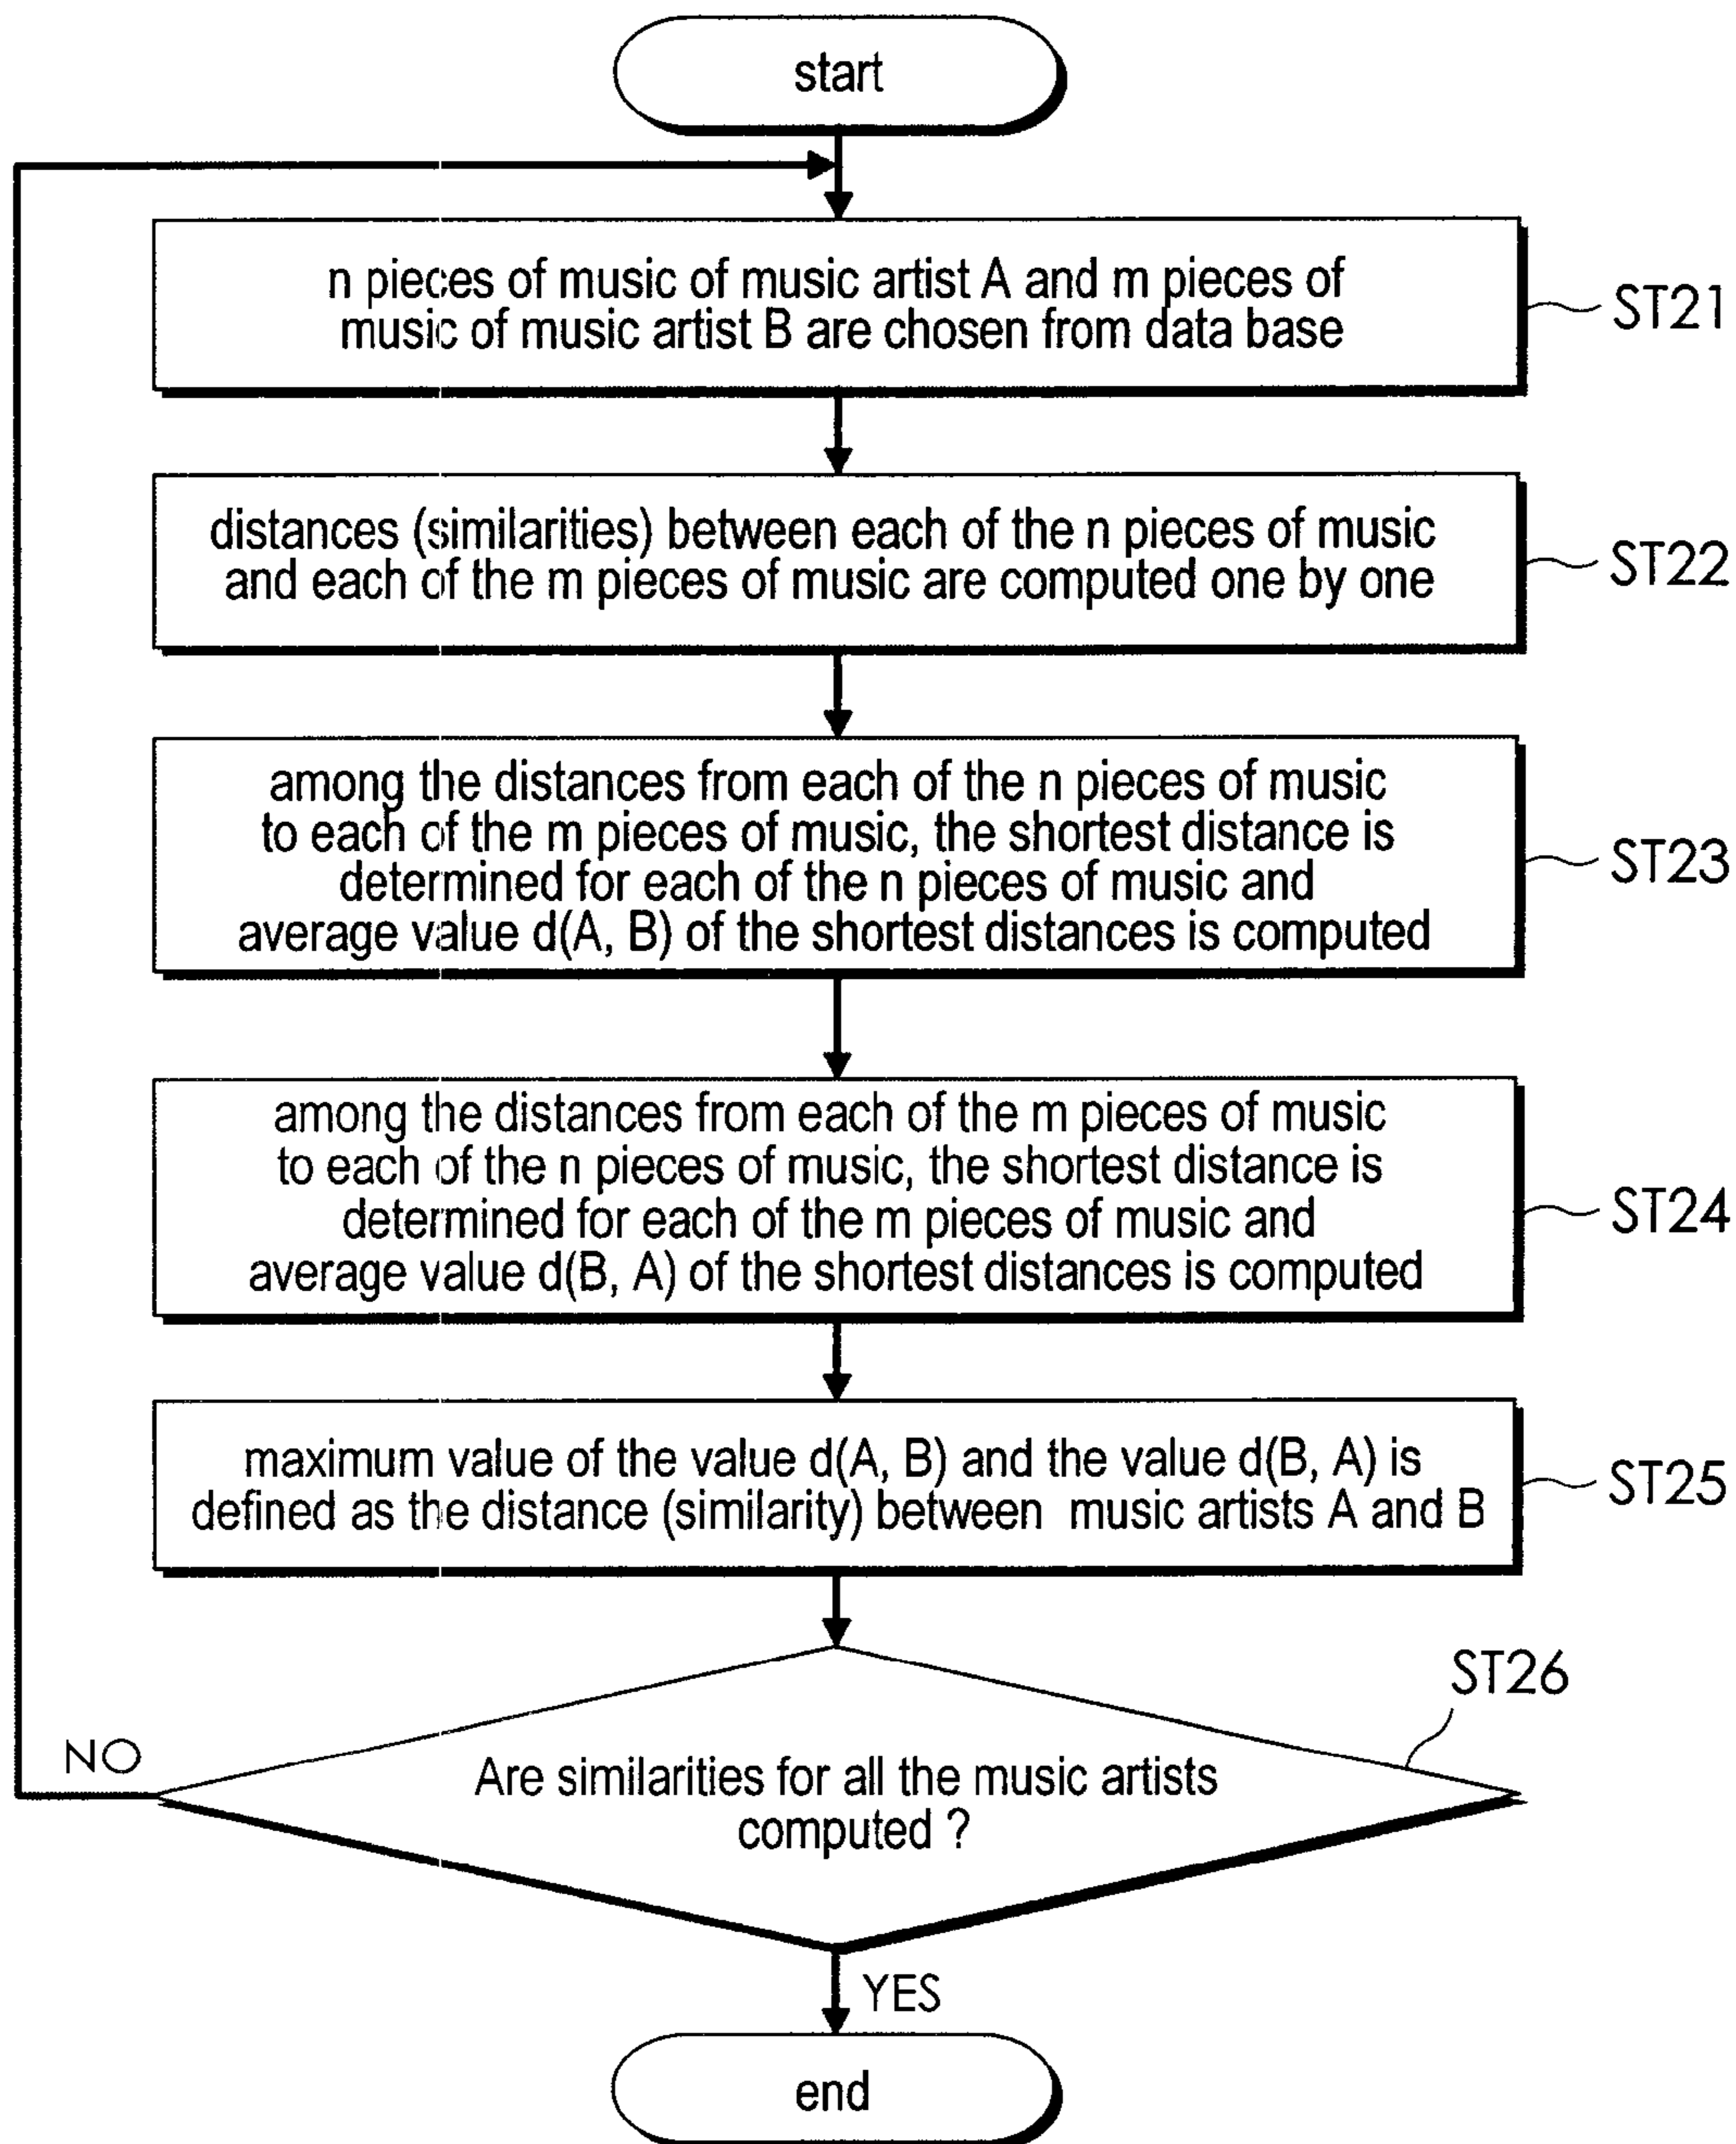 start
n pieces of music of music artist A and m pieces of
music of music artist B are chosen from data base
ST21
distances (similarities) between each of the n pieces of music
and each of the m pieces of music are computed one by one
ST22
among the distances from each of the n pieces of music
to each of the m pieces of music, the shortest distance is
determined for each of the n pieces of music and
average value d(A, B) of the shortest distances is computed
ST23
among the distances from each of the m pieces of music
to each of the n pieces of music, the shortest distance is
determined for each of the m pieces of music and
average value d(B, A) of the shortest distances is computed
ST24
maximum value of the value d(A, B) and the value d(B, A) is
defined as the distance (similarity) between music artists A and B
ST25
ST26
NO
Are similarities for all the music artists
computed ?
YES
end